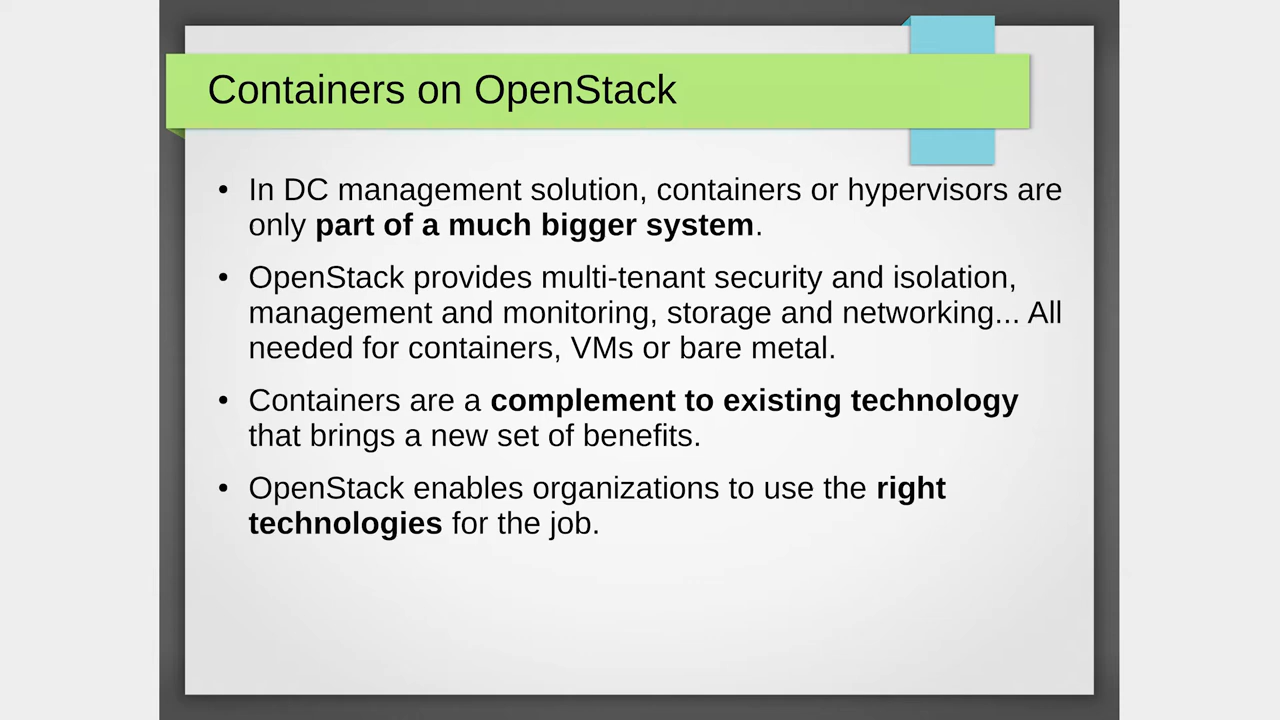 Containers on OpenStack
• In DC management solution, containers or hypervisors are
only part of a much bigger system.
• OpenStack provides multi-tenant security and isolation,
management and monitoring, storage and networking... All
needed for containers, VMs or bare metal.
• Containers are a complement to existing technology
that brings a new set of benefits.
• OpenStack enables organizations to use the right
technologies for the job.